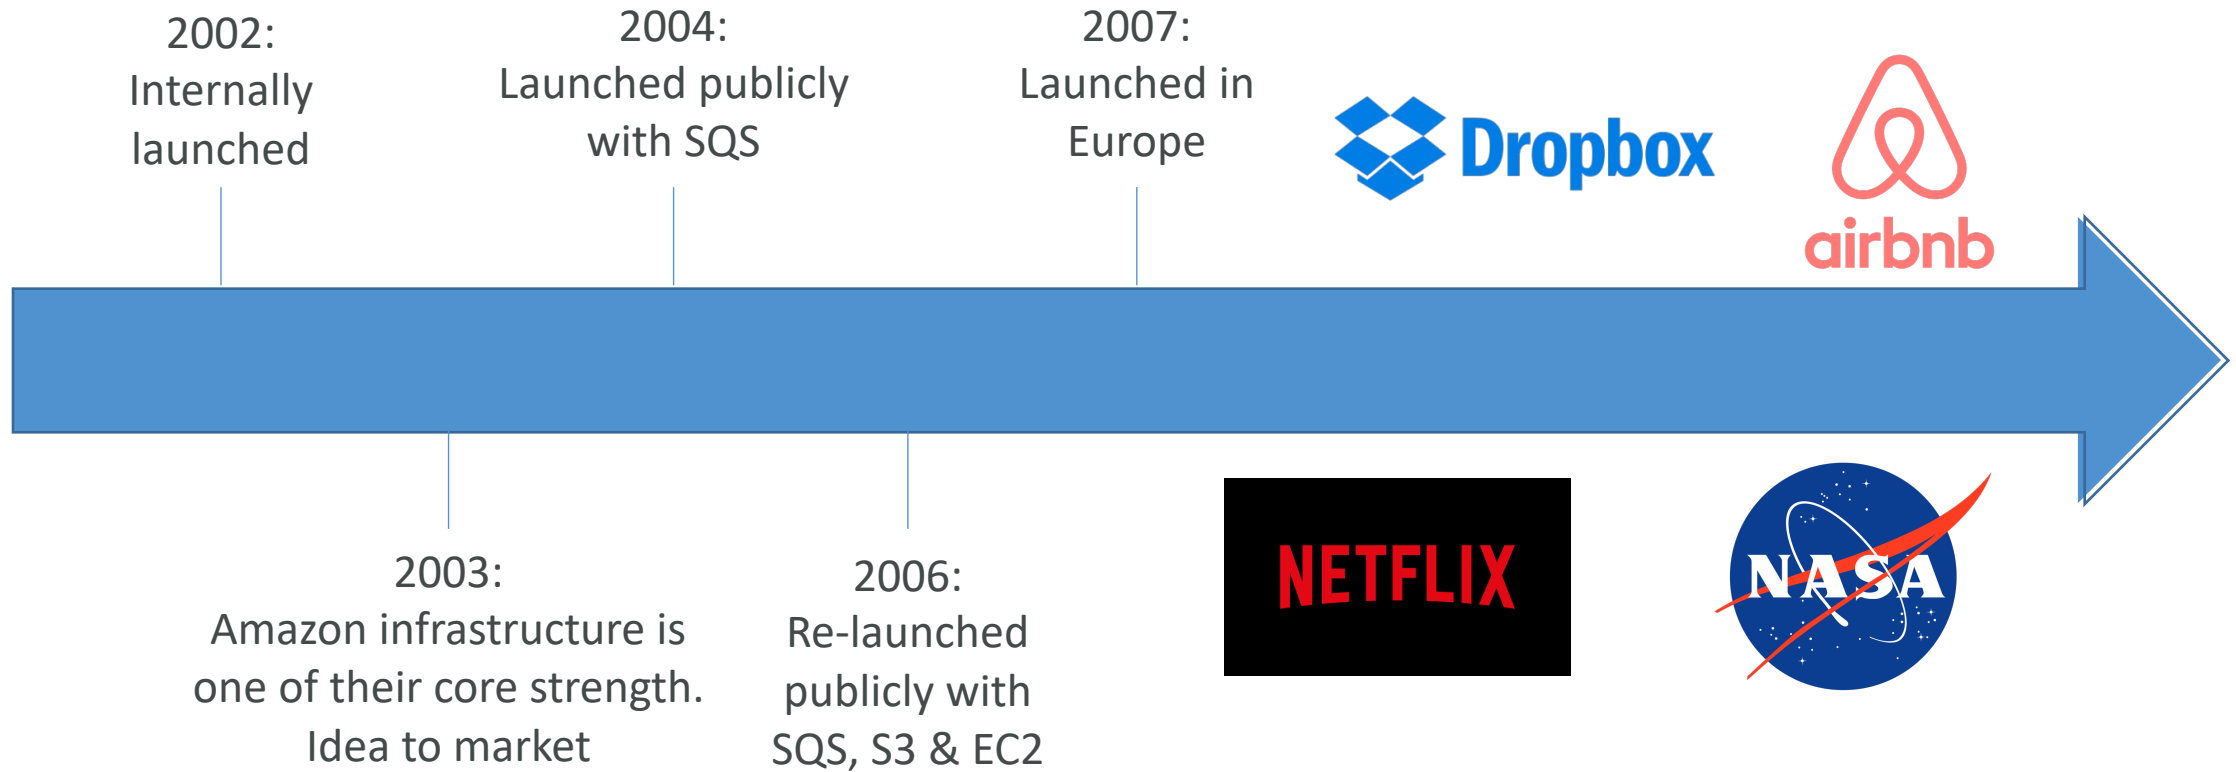 2002:
Internally
launched
2004:
Launched publicly
with SQS
2007:
Launched in
Europe
Dropbox
airbnb
2003:
Amazon infrastructure is
one of their core strength.
Idea to market
2006:
Re-launched
publicly with
SQS, S3 & EC2
NETFLIX
NASA